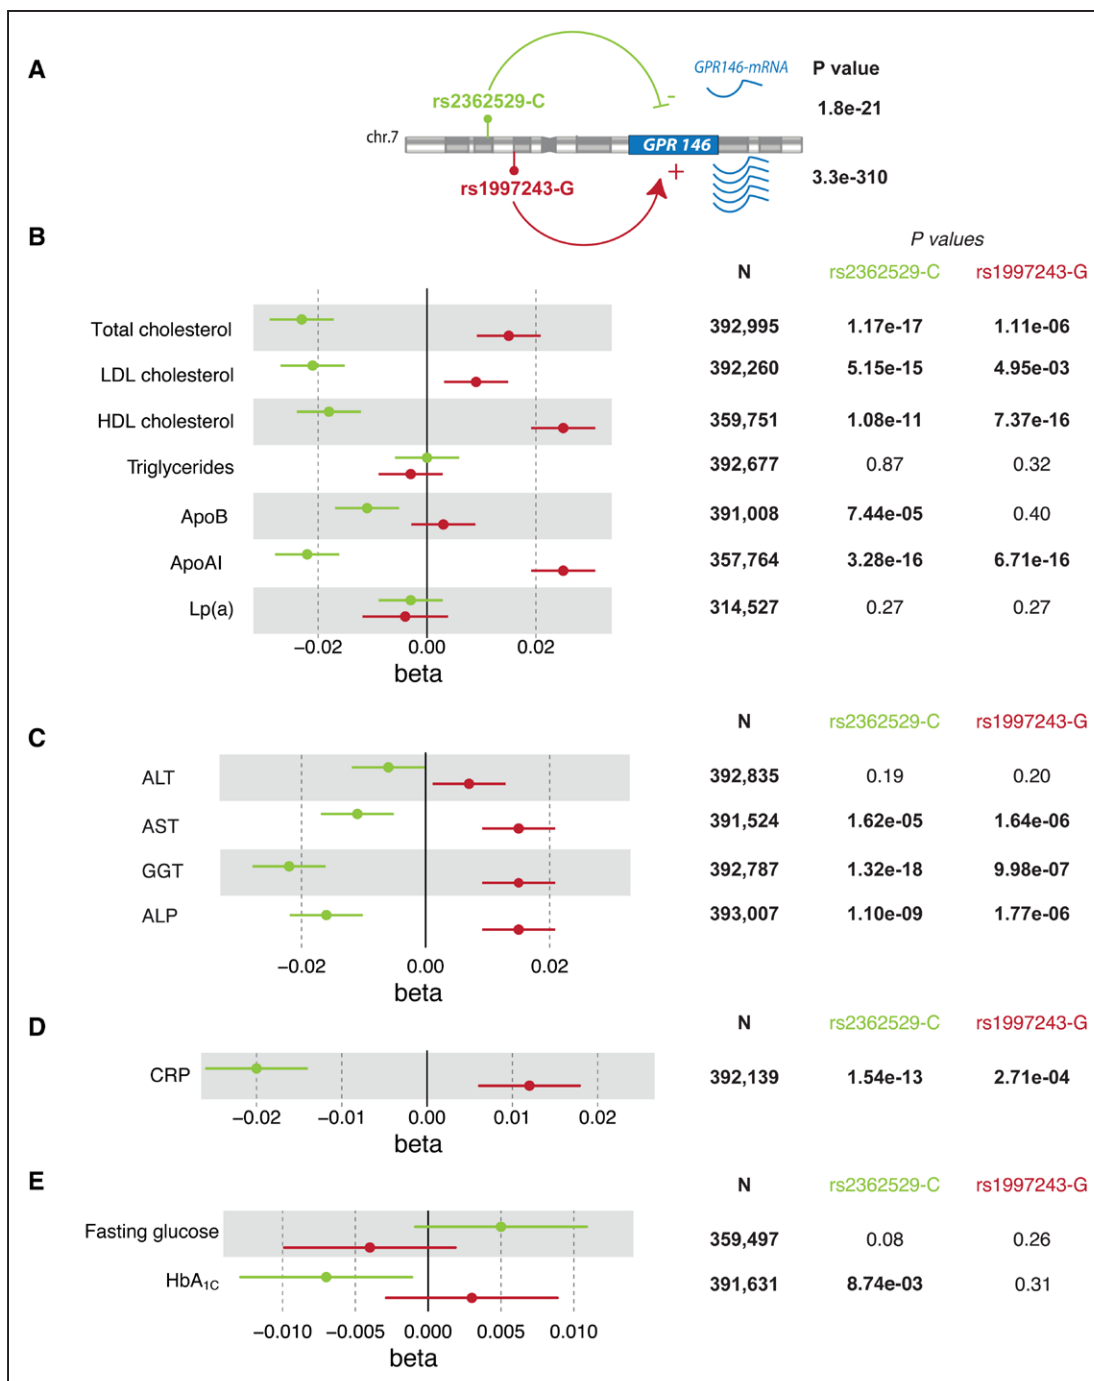 A
GPR146-mRNA P value
rs2362529-C – 1.8e-21
chr.7 GPR 146
rs1997243-G + 3.3e-310
B
P values
N rs2362529-C rs1997243-G
Total cholesterol 392,995 1.17e-17 1.11e-06
LDL cholesterol 392,260 5.15e-15 4.95e-03
HDL cholesterol 359,751 1.08e-11 7.37e-16
Triglycerides 392,677 0.87 0.32
ApoB 391,008 7.44e-05 0.40
ApoAI 357,764 3.28e-16 6.71e-16
Lp(a) 314,527 0.27 0.27
−0.02 0.00 0.02
beta
C
N rs2362529-C rs1997243-G
ALT 392,835 0.19 0.20
AST 391,524 1.62e-05 1.64e-06
GGT 392,787 1.32e-18 9.98e-07
ALP 393,007 1.10e-09 1.77e-06
−0.02 0.00 0.02
beta
D
N rs2362529-C rs1997243-G
CRP 392,139 1.54e-13 2.71e-04
−0.02 −0.01 0.00 0.01 0.02
beta
E
N rs2362529-C rs1997243-G
Fasting glucose 359,497 0.08 0.26
HbA1C 391,631 8.74e-03 0.31
−0.010 −0.005 0.000 0.005 0.010
beta